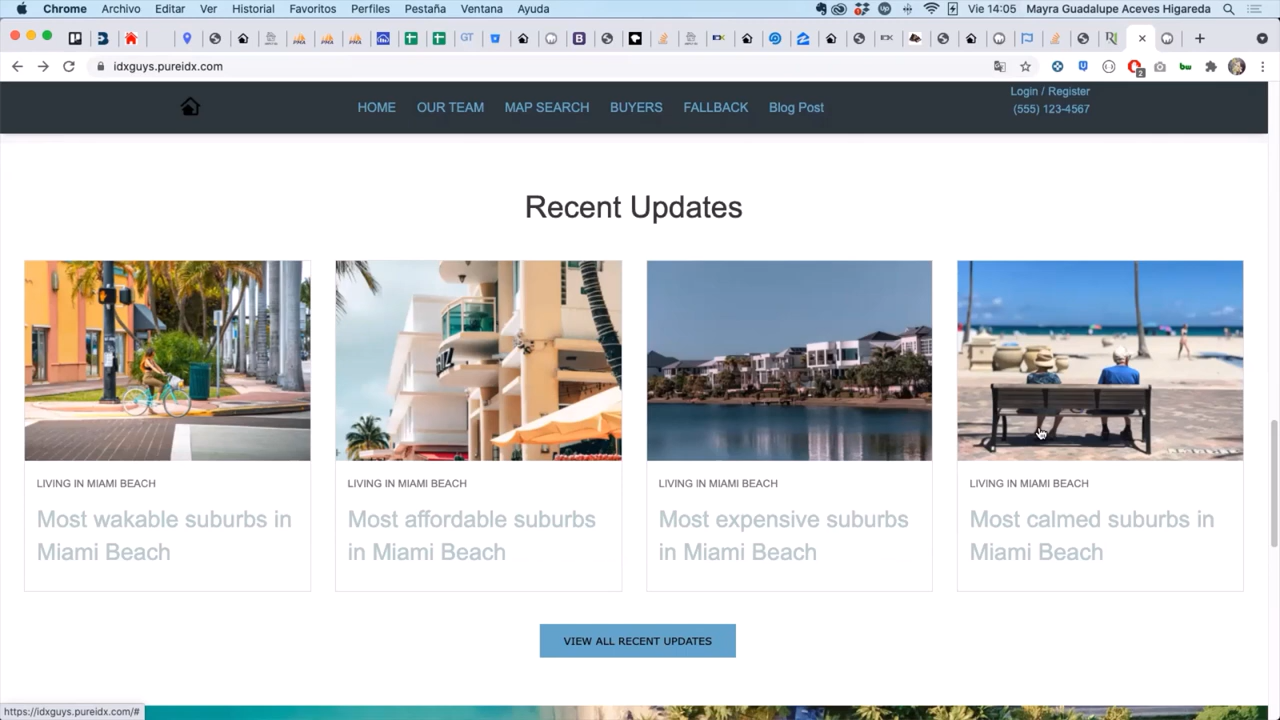 Chrome Archivo Editar Ver Historial Favoritos Perfiles Pestaña Ventana Ayuda Vie 14:05 Mayra Guadalupe Aceves Higareda
idxguys.pureidx.com
Login / Register
HOME OUR TEAM MAP SEARCH BUYERS FALLBACK Blog Post
(555) 123-4567
Recent Updates
LIVING IN MIAMI BEACH
Most wakable suburbs in
Miami Beach
LIVING IN MIAMI BEACH
Most affordable suburbs
in Miami Beach
LIVING IN MIAMI BEACH
Most expensive suburbs
in Miami Beach
LIVING IN MIAMI BEACH
Most calmed suburbs in
Miami Beach
VIEW ALL RECENT UPDATES
https://idxguys.pureidx.com/#